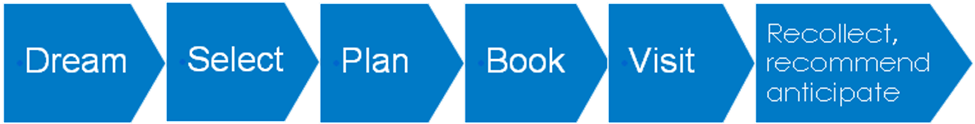 Dream
Select
Plan
Book
Visit
Recollect,
recommend
anticipate